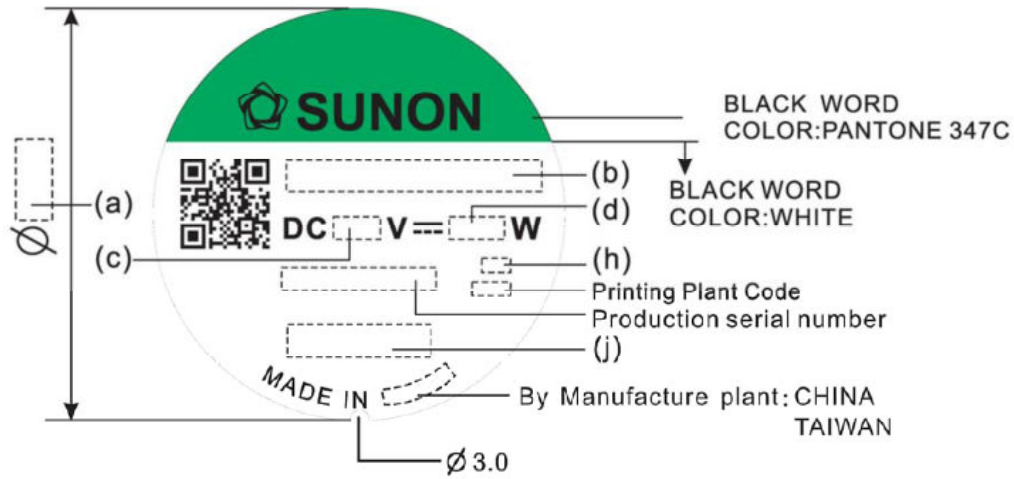 SUNON
BLACK WORD
COLOR:PANTONE 347C
BLACK WORD
COLOR:WHITE
(a)
Ø
(b)
DC V⎓ W
(d)
(c)
(h)
Printing Plant Code
Production serial number
(j)
MADE IN
By Manufacture plant: CHINA
TAIWAN
Ø 3.0